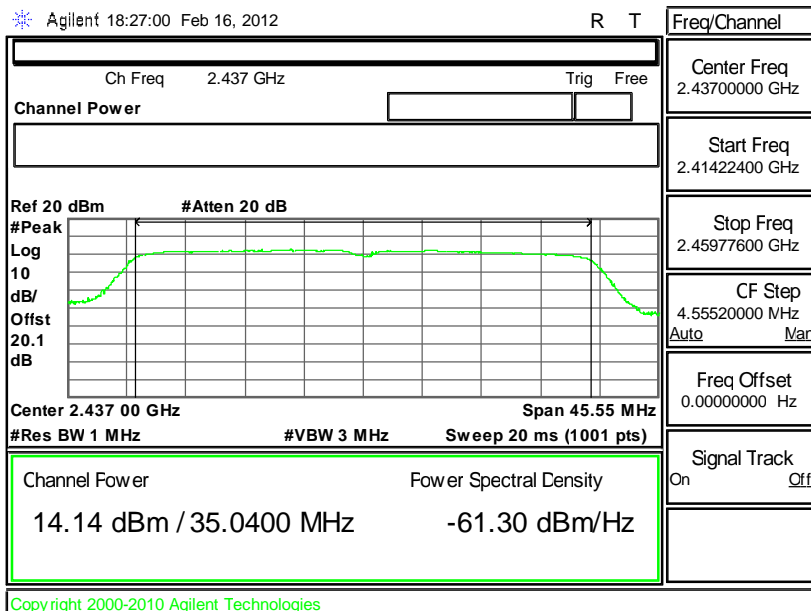 Agilent 18:27:00 Feb 16, 2012
R T
Freq/Channel
Ch Freq 2.437 GHz
Trig Free
Channel Power
Center Freq
2.43700000 GHz
Start Freq
2.41422400 GHz
Stop Freq
2.45977600 GHz
CF Step
4.55520000 MHz
Auto Man
Freq Offset
0.00000000 Hz
Signal Track
On Off
Ref 20 dBm
#Atten 20 dB
#Peak
Log
10
dB/
Offst
20.1
dB
Center 2.437 00 GHz
Span 45.55 MHz
#Res BW 1 MHz
#VBW 3 MHz
Sweep 20 ms (1001 pts)
Channel Power
Power Spectral Density
14.14 dBm / 35.0400 MHz
-61.30 dBm/Hz
Copyright 2000-2010 Agilent Technologies